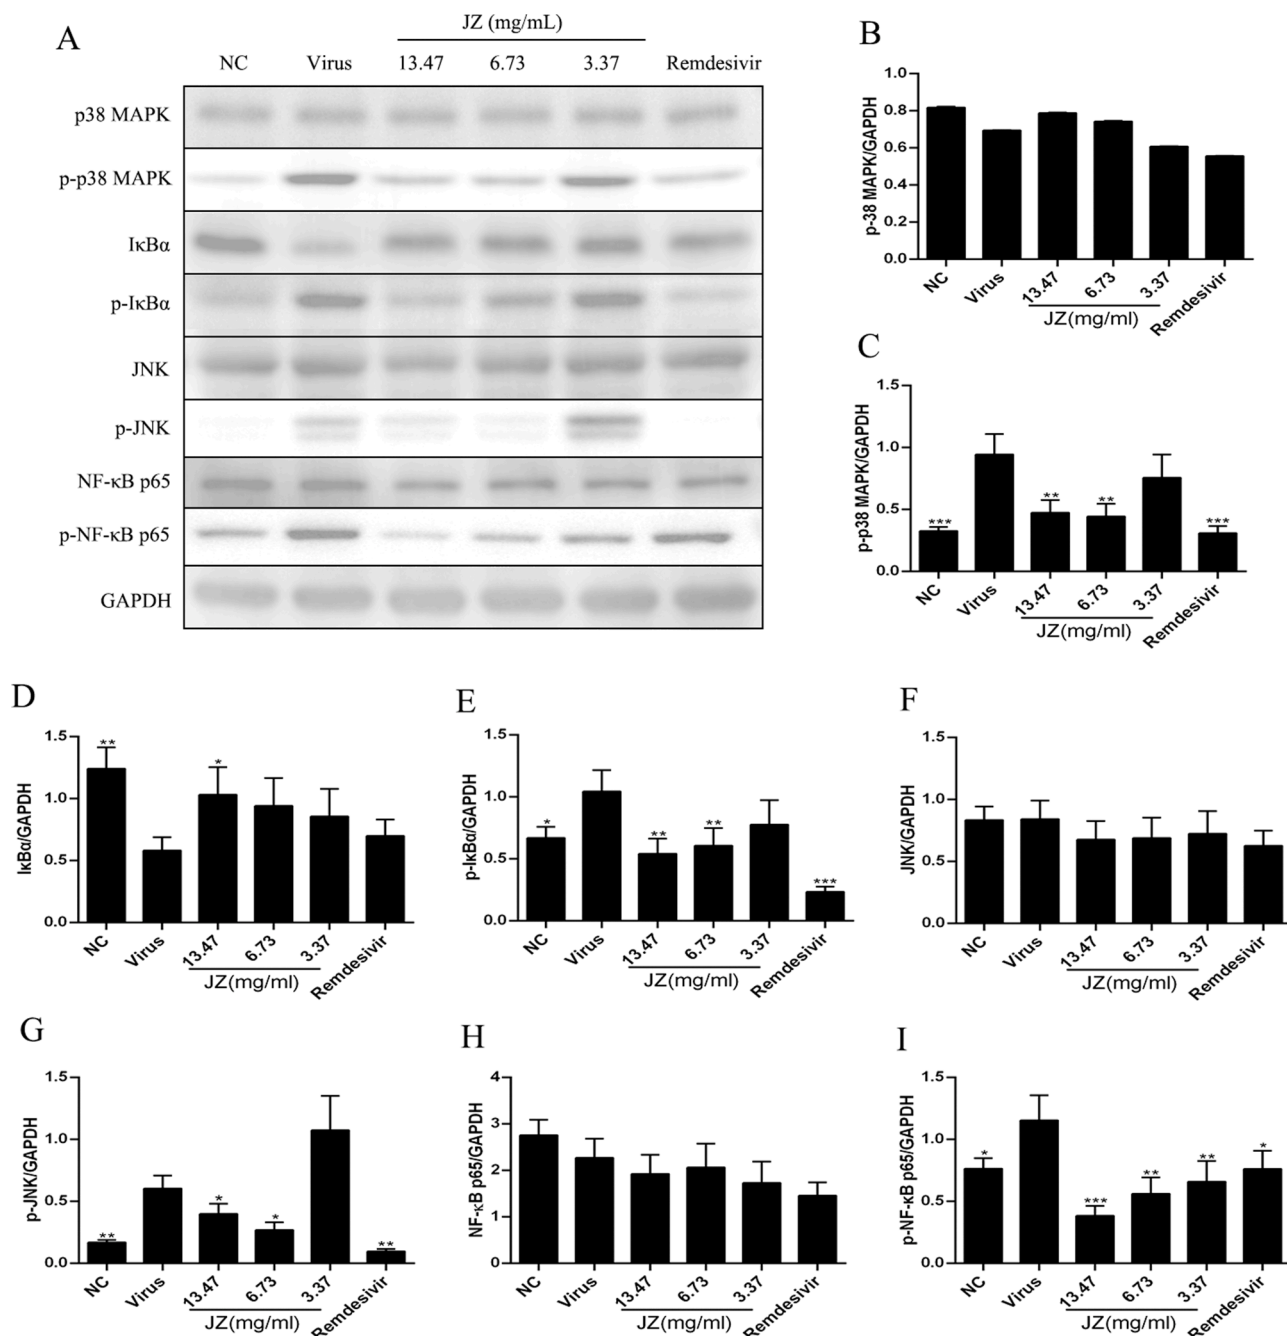 A
JZ (mg/mL)
NC Virus 13.47 6.73 3.37 Remdesivir
p38 MAPK
p-p38 MAPK
IκBα
p-IκBα
JNK
p-JNK
NF-κB p65
p-NF-κB p65
GAPDH
B
p-38 MAPK/GAPDH
1.0
0.8
0.6
0.4
0.2
0.0
NC Virus 13.47 6.73 3.37 Remdesivir
JZ(mg/ml)
C
p-p38 MAPK/GAPDH
1.5
1.0
0.5
0.0
*** ** ** ***
NC Virus 13.47 6.73 3.37 Remdesivir
JZ(mg/ml)
D
IκBα/GAPDH
1.5
1.0
0.5
0.0
** *
NC Virus 13.47 6.73 3.37 Remdesivir
JZ(mg/ml)
E
p-IκBα/GAPDH
1.5
1.0
0.5
0.0
* ** ** ***
NC Virus 13.47 6.73 3.37 Remdesivir
JZ(mg/ml)
F
JNK/GAPDH
1.5
1.0
0.5
0.0
NC Virus 13.47 6.73 3.37 Remdesivir
JZ(mg/ml)
G
p-JNK/GAPDH
1.5
1.0
0.5
0.0
** * * **
NC Virus 13.47 6.73 3.37 Remdesivir
JZ(mg/ml)
H
NF-κB p65/GAPDH
4
3
2
1
0
NC Virus 13.47 6.73 3.37 Remdesivir
JZ(mg/ml)
I
p-NF-κB p65/GAPDH
1.5
1.0
0.5
0.0
* *** ** ** *
NC Virus 13.47 6.73 3.37 Remdesivir
JZ(mg/ml)